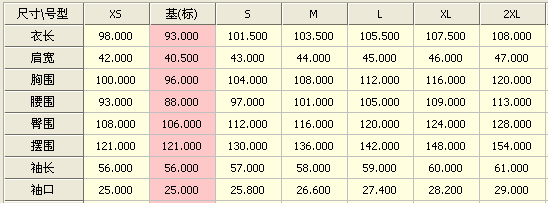 尺寸\号型 XS 基(标) S M L XL 2XL
衣长 98.000 93.000 101.500 103.500 105.500 107.500 108.000
肩宽 42.000 40.500 43.000 44.000 45.000 46.000 47.000
胸围 100.000 96.000 104.000 108.000 112.000 116.000 120.000
腰围 93.000 88.000 97.000 101.000 105.000 109.000 113.000
臀围 108.000 106.000 112.000 116.000 120.000 124.000 128.000
摆围 121.000 121.000 130.000 136.000 142.000 148.000 154.000
袖长 56.000 56.000 57.000 58.000 59.000 60.000 61.000
袖口 25.000 25.000 25.800 26.600 27.400 28.200 29.000